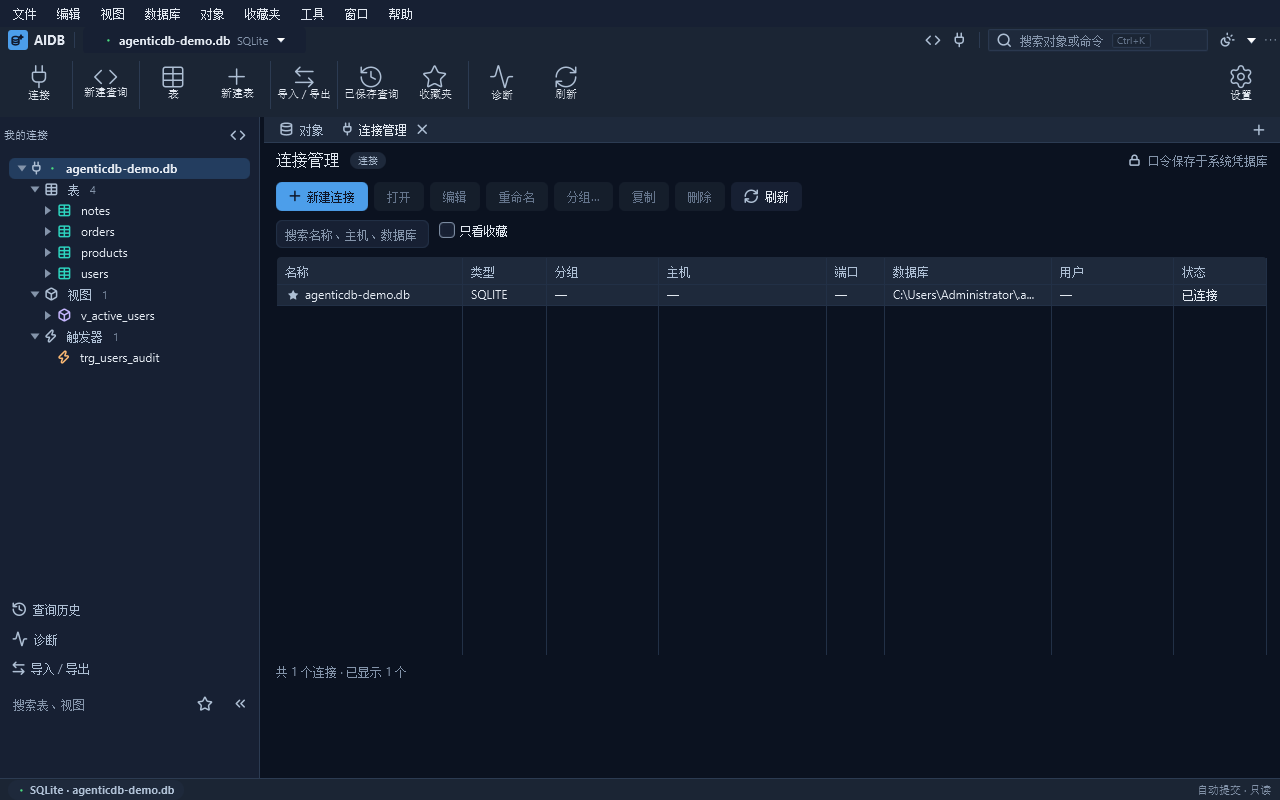 文件 编辑 视图 数据库 对象 收藏夹 工具 窗口 帮助
AIDB agenticdb-demo.db SQLite 搜索对象或命令 Ctrl+K
连接 新建查询 表 新建表 导入 / 导出 已保存查询 收藏夹 诊断 刷新 设置
我的连接
agenticdb-demo.db
表 4
notes
orders
products
users
视图 1
v_active_users
触发器 1
trg_users_audit
查询历史
诊断
导入 / 导出
搜索表、视图
对象 连接管理
连接管理 连接 口令保存于系统凭据库
新建连接 打开 编辑 重命名 分组... 复制 删除 刷新
搜索名称、主机、数据库 只看收藏
名称 类型 分组 主机 端口 数据库 用户 状态
agenticdb-demo.db SQLITE — — — C:\Users\Administrator\.a... — 已连接
共 1 个连接 · 已显示 1 个
SQLite · agenticdb-demo.db 自动提交 · 只读